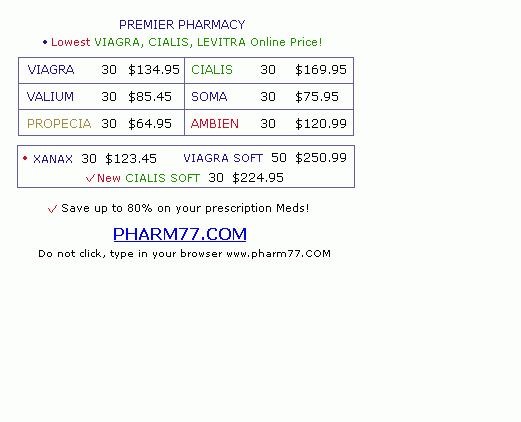 PREMIER PHARMACY
• Lowest VIAGRA, CIALIS, LEVITRA Online Price!
VIAGRA 30 $134.95 CIALIS 30 $169.95
VALIUM 30 $85.45 SOMA 30 $75.95
PROPECIA 30 $64.95 AMBIEN 30 $120.99
• XANAX 30 $123.45 VIAGRA SOFT 50 $250.99
✓New CIALIS SOFT 30 $224.95
✓ Save up to 80% on your prescription Meds!
PHARM77.COM
Do not click, type in your browser www.pharm77.COM